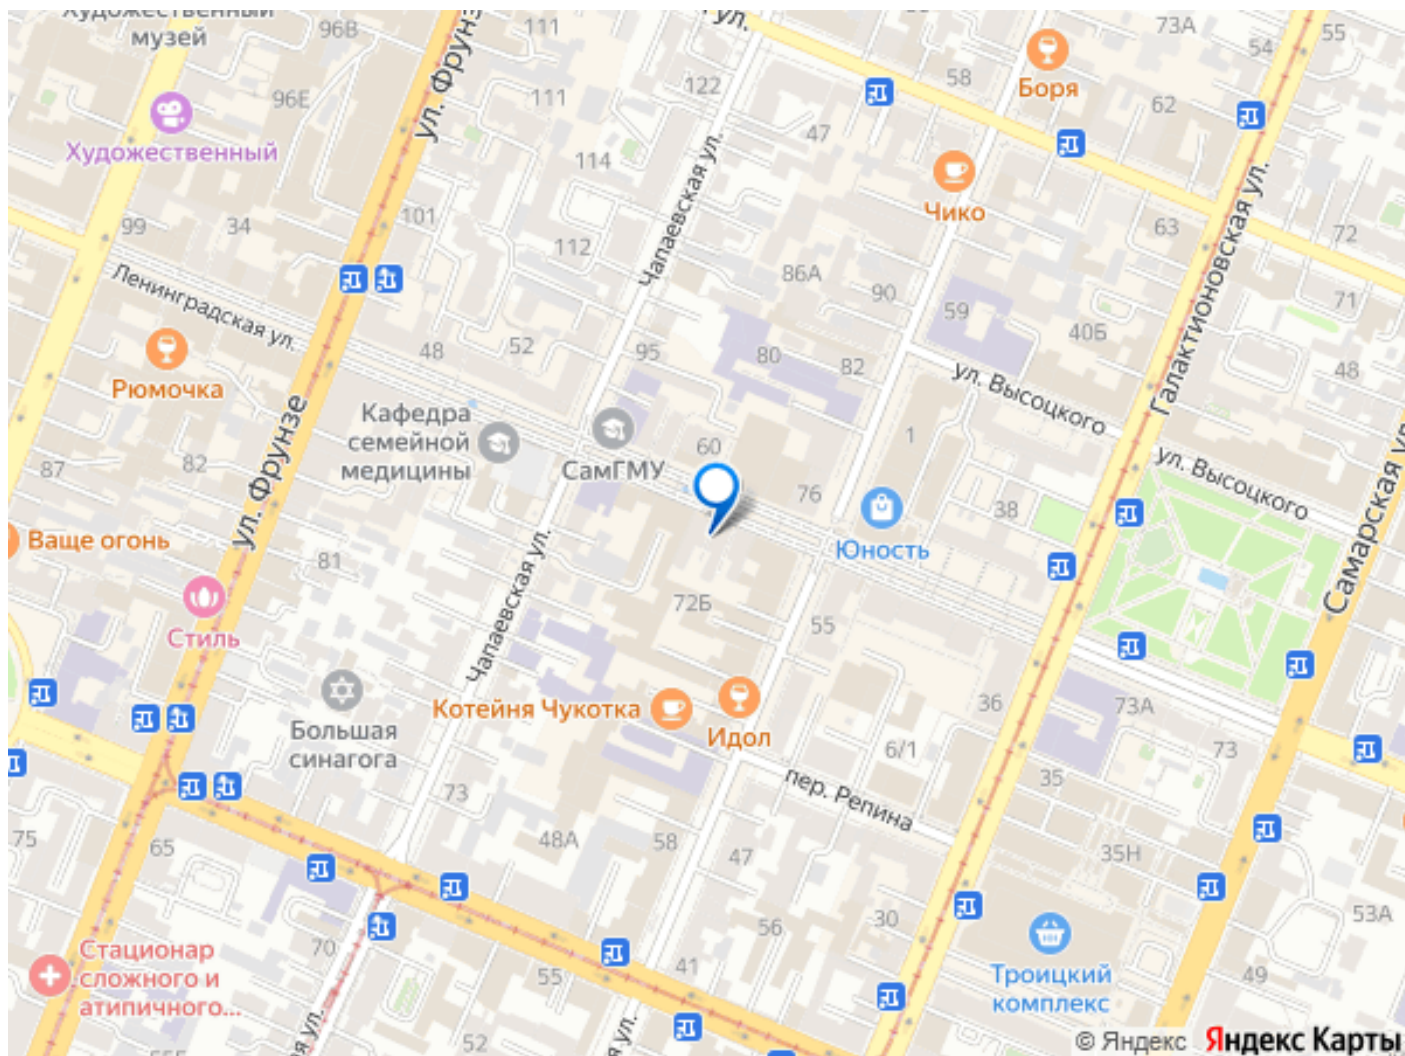 Художественный
музей
96В
111
ул. Фрунзе
ул.
73А
54
55
Боря
58
62
96Е
111
122
47
Художественный
114
Чапаевская ул.
Чико
Галактионовская ул.
99
34
101
112
63
72
Ленинградская ул.
86А
90
59
40Б
71
48
52
95
80
82
ул. Высоцкого
48
Рюмочка
Кафедра
семейной
медицины
СамГМУ
60
1
87
82
ул. Фрунзе
76
38
ул. Высоцкого
Ваще огонь
81
Юность
Чапаевская ул.
Самарская ул.
Стиль
72Б
55
Большая
синагога
Котейня Чукотка
Идол
36
73А
6/1
73
35
73
пер. Репина
75
65
48А
58
47
35Н
70
56
30
53А
Стационар
сложного и
атипичного...
55
41
Троицкий
комплекс
49
52
© Яндекс Яндекс Карты